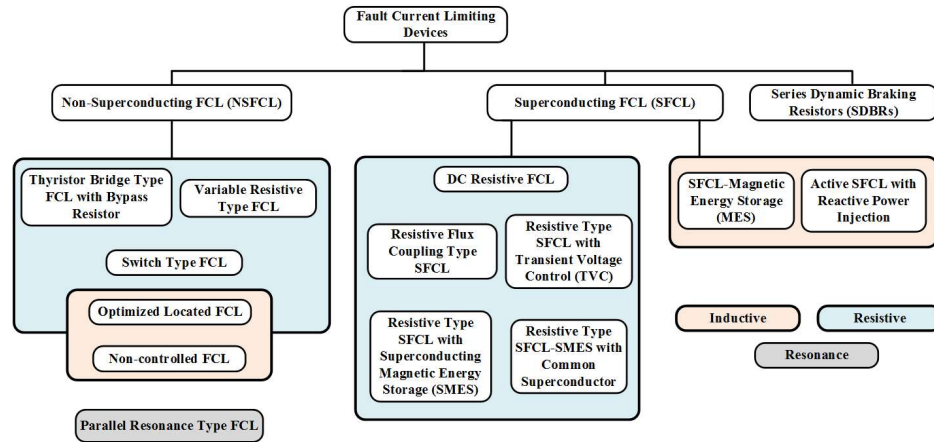 Fault Current Limiting
Devices
Non-Superconducting FCL (NSFCL)
Superconducting FCL (SFCL)
Series Dynamic Braking
Resistors (SDBRs)
Thyristor Bridge Type
FCL with Bypass
Resistor
Variable Resistive
Type FCL
Switch Type FCL
Optimized Located FCL
Non-controlled FCL
Parallel Resonance Type FCL
DC Resistive FCL
Resistive Flux
Coupling Type
SFCL
Resistive Type
SFCL with
Transient Voltage
Control (TVC)
Resistive Type
SFCL with
Superconducting
Magnetic Energy
Storage (SMES)
Resistive Type
SFCL-SMES with
Common
Superconductor
SFCL-Magnetic
Energy Storage
(MES)
Active SFCL with
Reactive Power
Injection
Inductive
Resistive
Resonance